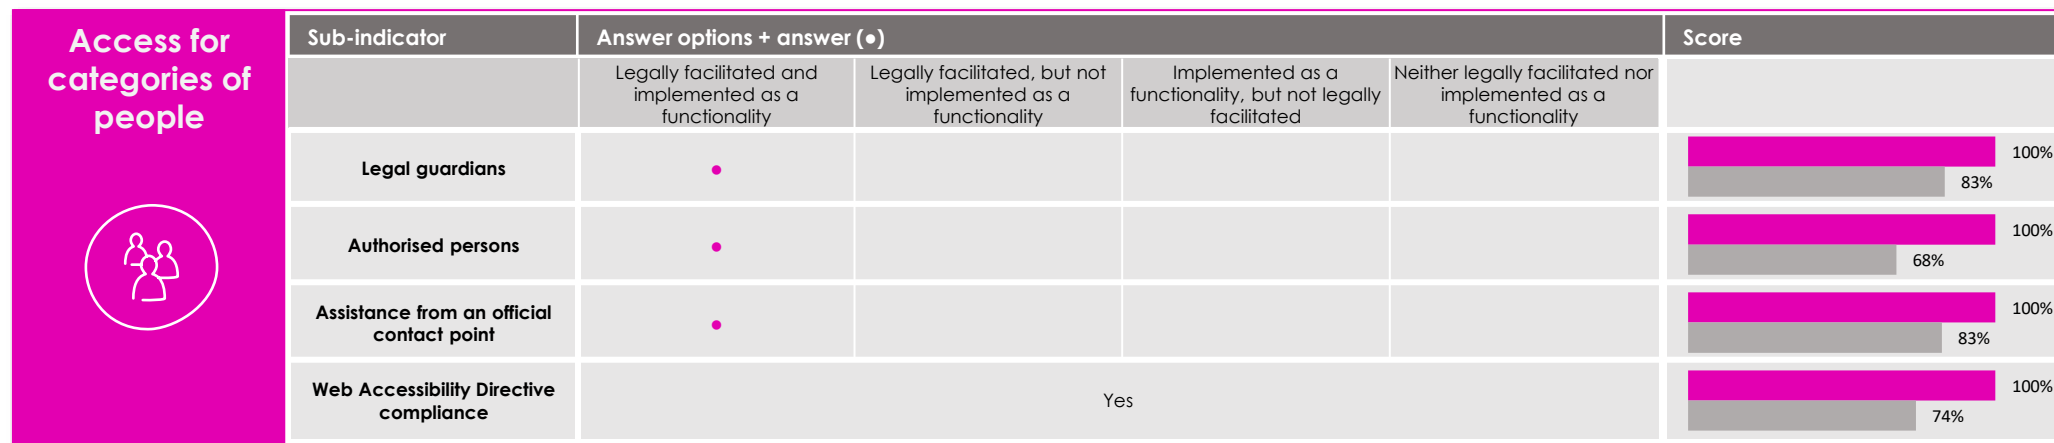 Access for
categories of
people
Sub-indicator
Answer options + answer (●)
Score
Legally facilitated and
implemented as a
functionality
Legally facilitated, but not
implemented as a
functionality
Implemented as a
functionality, but not legally
facilitated
Neither legally facilitated nor
implemented as a
functionality
Legal guardians
●
100%
83%
Authorised persons
●
100%
68%
Assistance from an official
contact point
●
100%
83%
Web Accessibility Directive
compliance
Yes
100%
74%